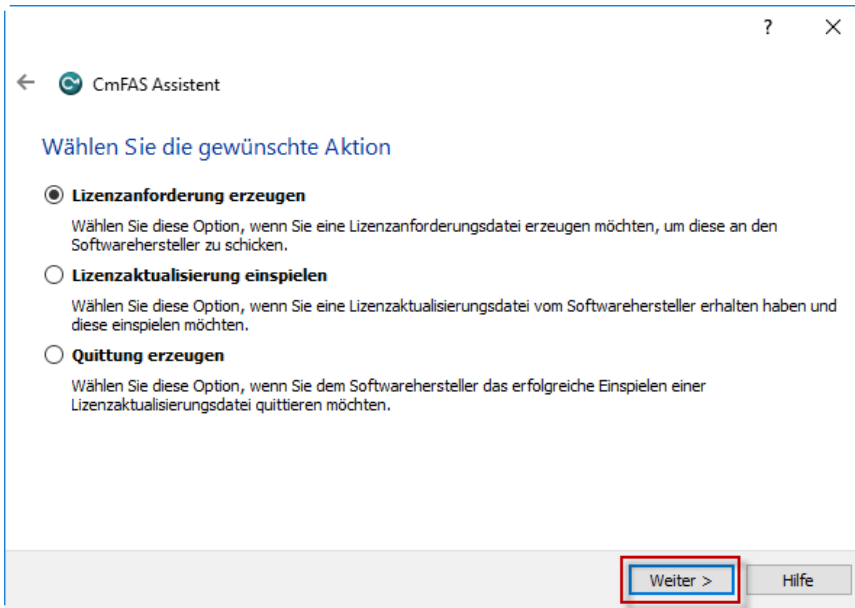 ?
CmFAS Assistent
Wählen Sie die gewünschte Aktion
Lizenzanforderung erzeugen
Wählen Sie diese Option, wenn Sie eine Lizenzanforderungsdatei erzeugen möchten, um diese an den
Softwarehersteller zu schicken.
Lizenzaktualisierung einspielen
Wählen Sie diese Option, wenn Sie eine Lizenzaktualisierungsdatei vom Softwarehersteller erhalten haben und
diese einspielen möchten.
Quittung erzeugen
Wählen Sie diese Option, wenn Sie dem Softwarehersteller das erfolgreiche Einspielen einer
Lizenzaktualisierungsdatei quittieren möchten.
Weiter > Hilfe